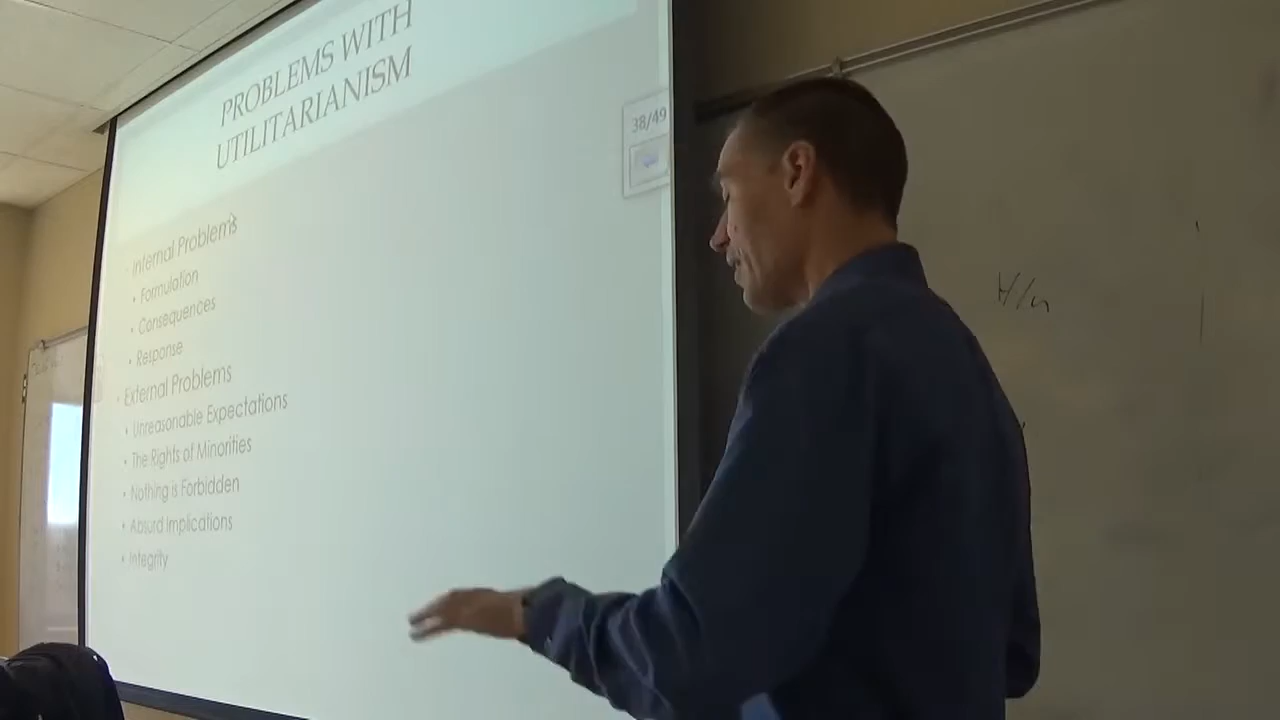 PROBLEMS WITH
UTILITARIANISM
38/49
Internal Problems
Formulation
Consequences
Response
External Problems
Unreasonable Expectations
The Rights of Minorities
Nothing is Forbidden
Absurd Implications
Integrity